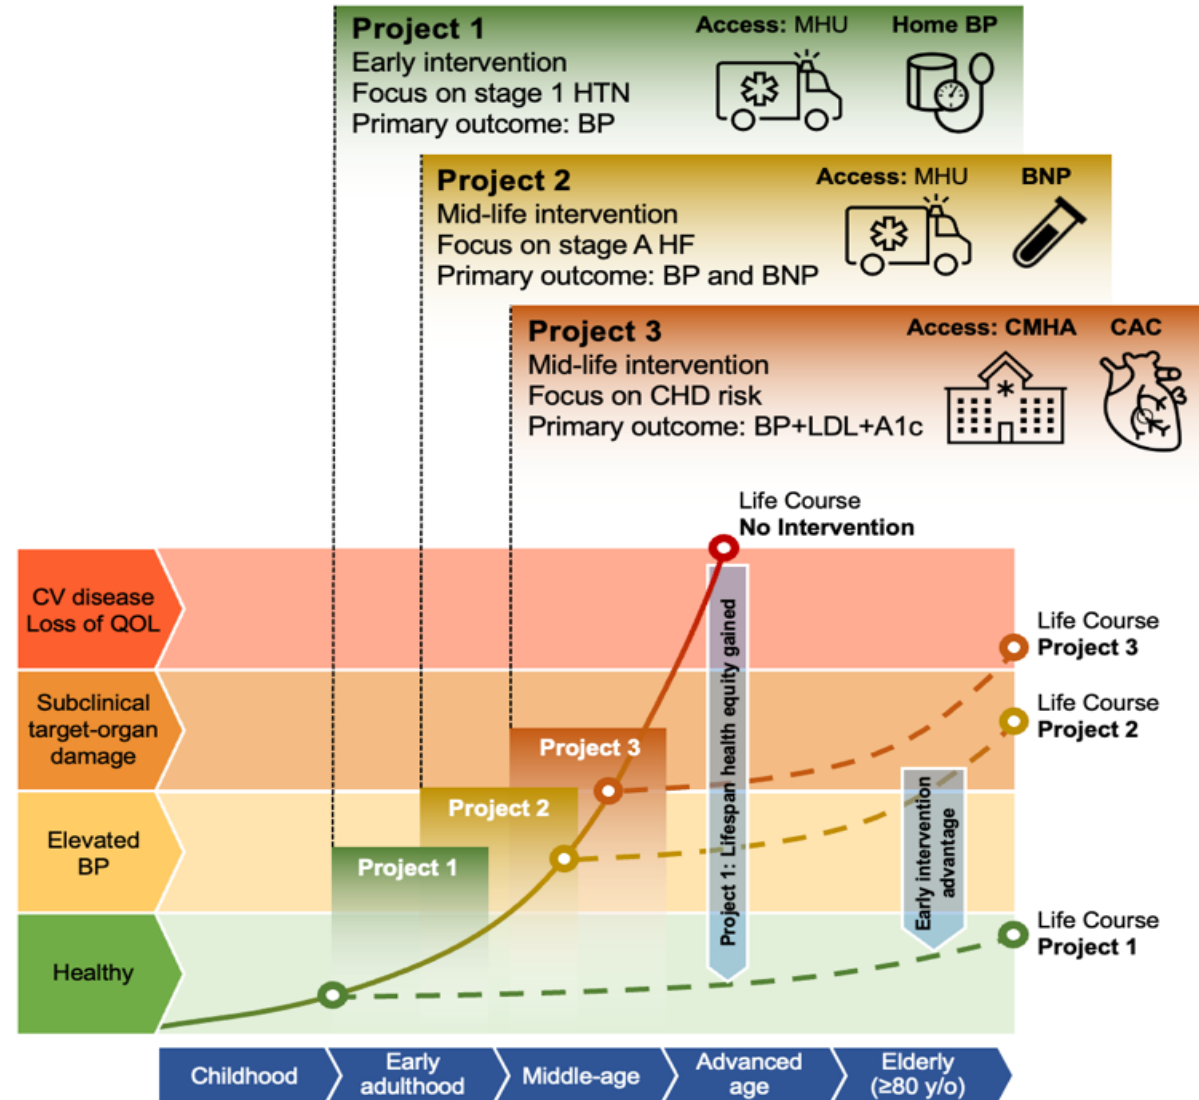 Project 1
Early intervention
Focus on stage 1 HTN
Primary outcome: BP
Access: MHU
Home BP
Project 2
Mid-life intervention
Focus on stage A HF
Primary outcome: BP and BNP
Access: MHU
BNP
Project 3
Mid-life intervention
Focus on CHD risk
Primary outcome: BP+LDL+A1c
Access: CMHA
CAC
Life Course
No Intervention
CV disease
Loss of QOL
Subclinical
target-organ
damage
Elevated
BP
Healthy
Project 3
Project 2
Project 1
Project 1: Lifespan health equity gained
Early intervention
advantage
Life Course
Project 3
Life Course
Project 2
Life Course
Project 1
Childhood
Early
adulthood
Middle-age
Advanced
age
Elderly
(≥80 y/o)